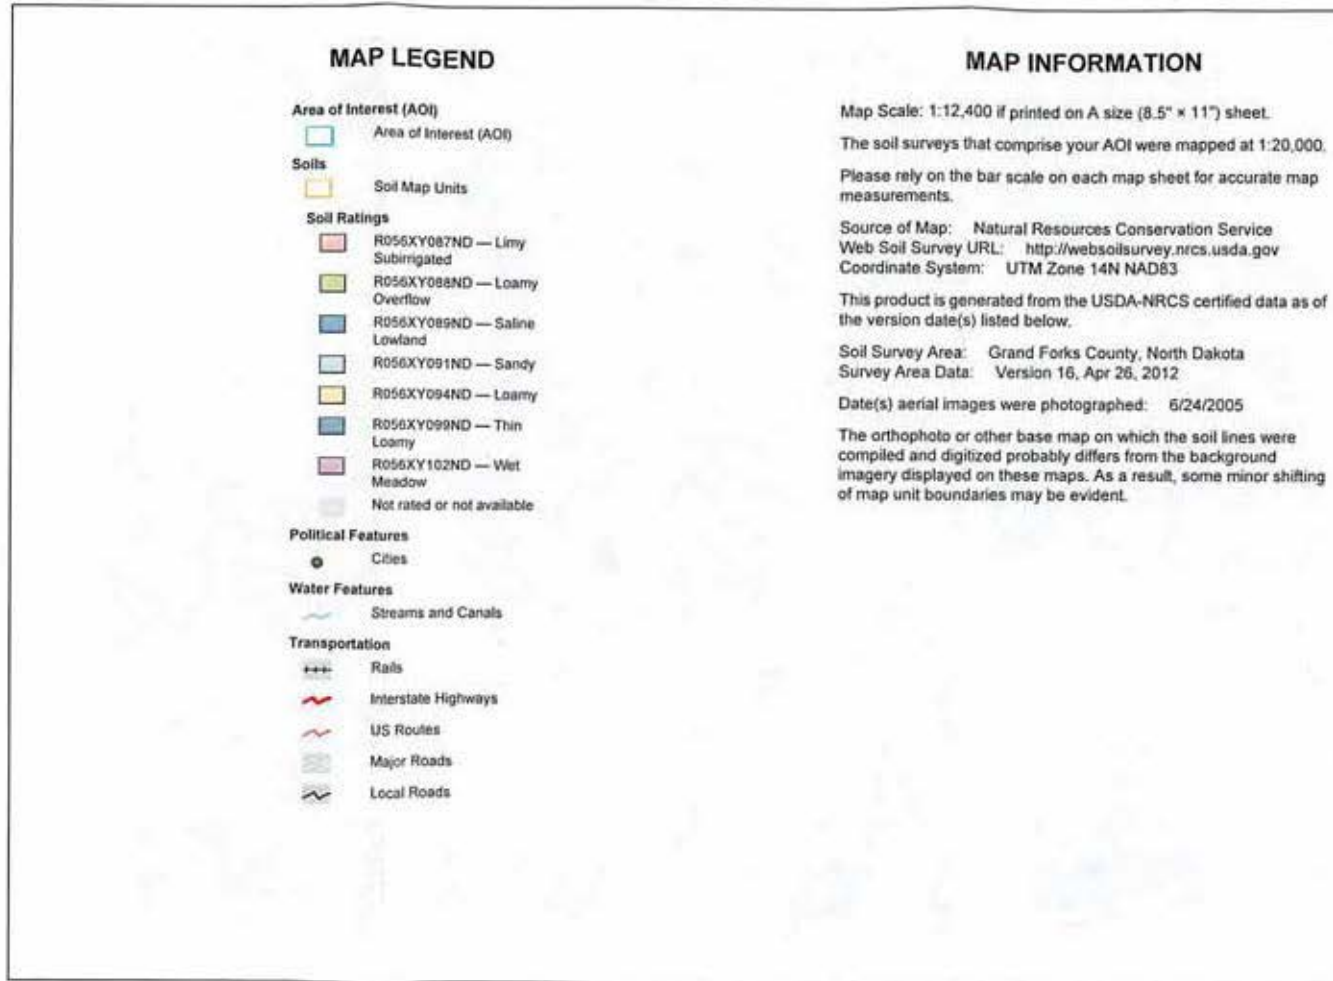 MAP LEGEND
Area of Interest (AOI)
Area of Interest (AOI)
Soils
Soil Map Units
Soil Ratings
R056XY087ND — Limy
Subirrigated
R056XY088ND — Loamy
Overflow
R056XY089ND — Saline
Lowland
R056XY091ND — Sandy
R056XY094ND — Loamy
R056XY099ND — Thin
Loamy
R056XY102ND — Wet
Meadow
Not rated or not available
Political Features
Cities
Water Features
Streams and Canals
Transportation
Rails
Interstate Highways
US Routes
Major Roads
Local Roads
MAP INFORMATION
Map Scale: 1:12,400 if printed on A size (8.5" × 11") sheet.
The soil surveys that comprise your AOI were mapped at 1:20,000.
Please rely on the bar scale on each map sheet for accurate map
measurements.
Source of Map: Natural Resources Conservation Service
Web Soil Survey URL: http://websoilsurvey.nrcs.usda.gov
Coordinate System: UTM Zone 14N NAD83
This product is generated from the USDA-NRCS certified data as of
the version date(s) listed below.
Soil Survey Area: Grand Forks County, North Dakota
Survey Area Data: Version 16, Apr 26, 2012
Date(s) aerial images were photographed: 6/24/2005
The orthophoto or other base map on which the soil lines were
compiled and digitized probably differs from the background
imagery displayed on these maps. As a result, some minor shifting
of map unit boundaries may be evident.